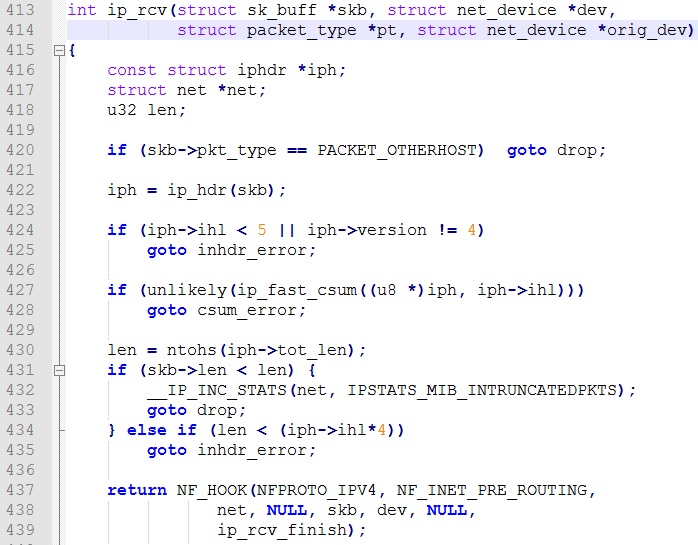 413 int ip_rcv(struct sk_buff *skb, struct net_device *dev,
414            struct packet_type *pt, struct net_device *orig_dev)
415 {
416     const struct iphdr *iph;
417     struct net *net;
418     u32 len;
419
420     if (skb->pkt_type == PACKET_OTHERHOST)  goto drop;
421
422     iph = ip_hdr(skb);
423
424     if (iph->ihl < 5 || iph->version != 4)
425         goto inhdr_error;
426
427     if (unlikely(ip_fast_csum((u8 *)iph, iph->ihl)))
428         goto csum_error;
429
430     len = ntohs(iph->tot_len);
431     if (skb->len < len) {
432         __IP_INC_STATS(net, IPSTATS_MIB_INTRUNCATEDPKTS);
433         goto drop;
434     } else if (len < (iph->ihl*4))
435         goto inhdr_error;
436
437     return NF_HOOK(NFPROTO_IPV4, NF_INET_PRE_ROUTING,
438                net, NULL, skb, dev, NULL,
439                ip_rcv_finish);